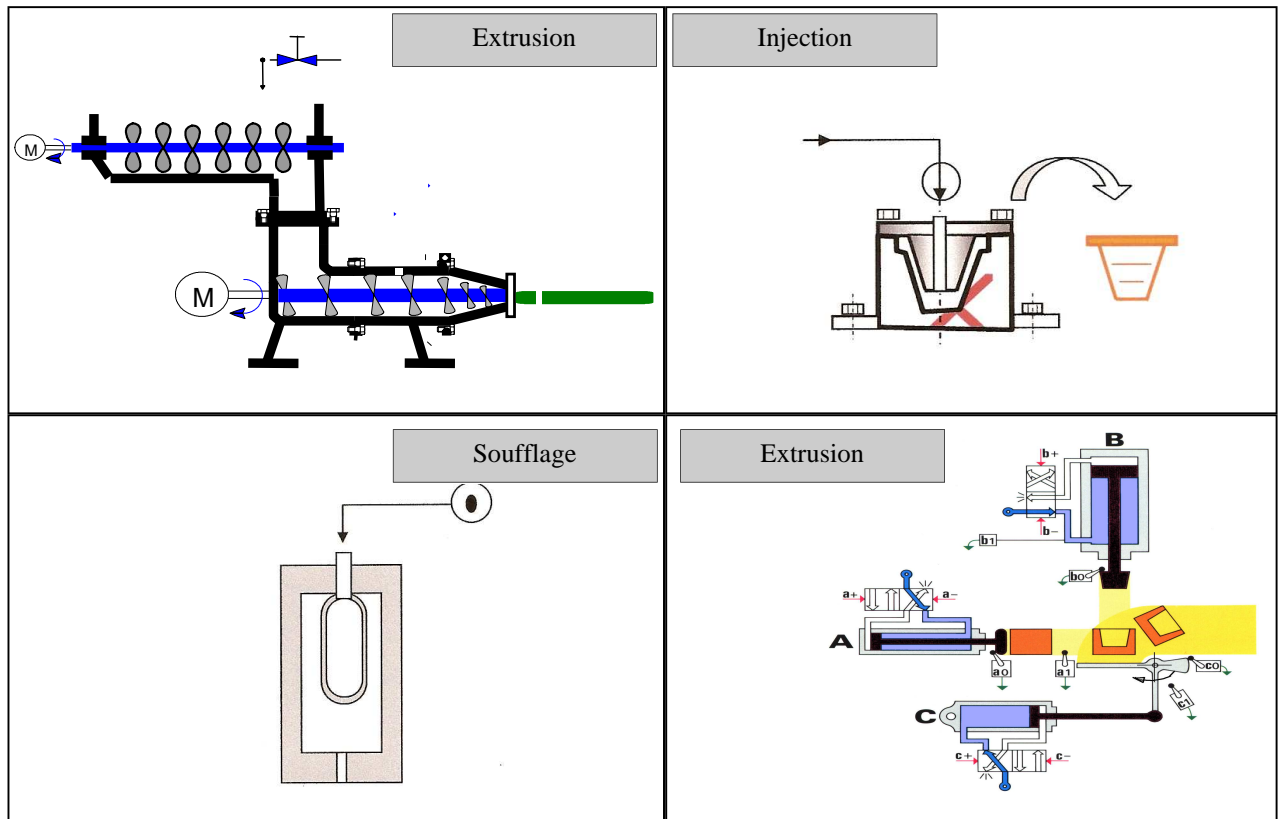 Extrusion
M
M
Injection
Soufflage
Extrusion
B
b+
b-
b1
b0
a+
a-
A
a0
a1
c0
c1
C
c+
c-